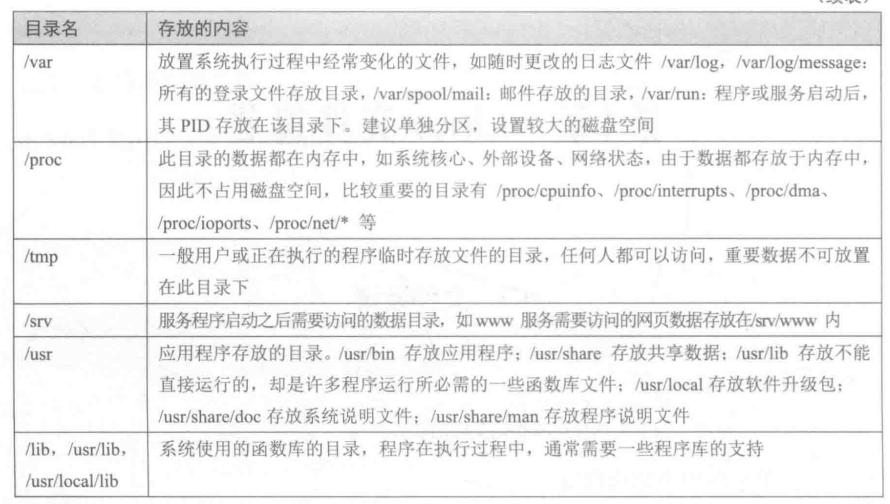 目录名 存放的内容
/var 放置系统执行过程中经常变化的文件，如随时更改的日志文件 /var/log，/var/log/message：
所有的登录文件存放目录，/var/spool/mail：邮件存放的目录，/var/run：程序或服务启动后，
其 PID 存放在该目录下。建议单独分区，设置较大的磁盘空间
/proc 此目录的数据都在内存中，如系统核心、外部设备、网络状态，由于数据都存放于内存中，
因此不占用磁盘空间，比较重要的目录有 /proc/cpuinfo、/proc/interrupts、/proc/dma、
/proc/ioports、/proc/net/* 等
/tmp 一般用户或正在执行的程序临时存放文件的目录，任何人都可以访问，重要数据不可放置
在此目录下
/srv 服务程序启动之后需要访问的数据目录，如 www 服务需要访问的网页数据存放在/srv/www 内
/usr 应用程序存放的目录。/usr/bin 存放应用程序；/usr/share 存放共享数据；/usr/lib 存放不能
直接运行的，却是许多程序运行所必需的一些函数库文件；/usr/local 存放软件升级包；
/usr/share/doc 存放系统说明文件；/usr/share/man 存放程序说明文件
/lib，/usr/lib， 系统使用的函数库的目录，程序在执行过程中，通常需要一些程序库的支持
/usr/local/lib